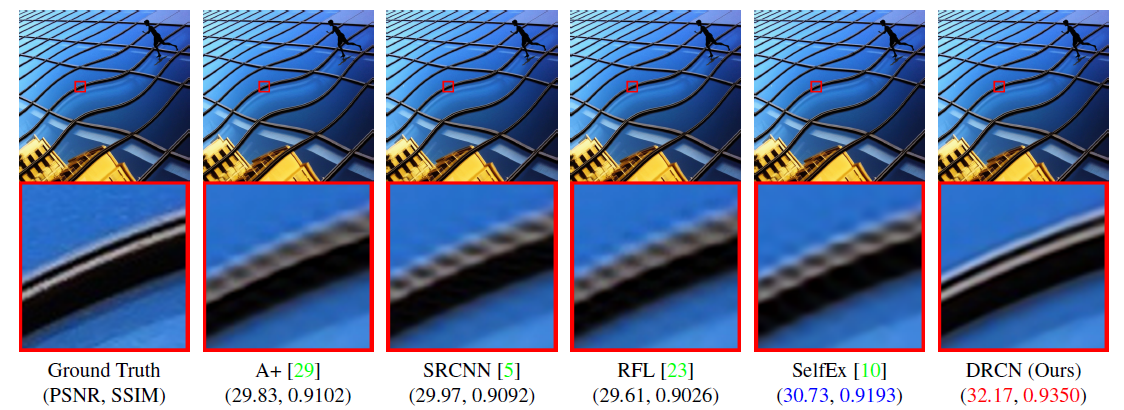 Ground Truth
(PSNR, SSIM)
A+ [29]
(29.83, 0.9102)
SRCNN [5]
(29.97, 0.9092)
RFL [23]
(29.61, 0.9026)
SelfEx [10]
(30.73, 0.9193)
DRCN (Ours)
(32.17, 0.9350)